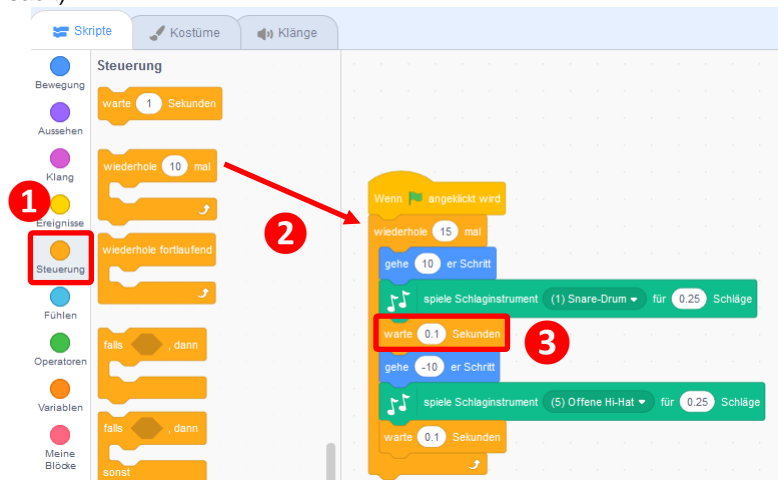 Skripte Kostüme Klänge
Steuerung
Bewegung
Aussehen
Klang
Ereignisse
Steuerung
Fühlen
Operatoren
Variablen
Meine
Blöcke
warte 1 Sekunden
wiederhole 10 mal
wiederhole fortlaufend
falls , dann
falls , dann
sonst
1
2
3
Wenn angeklickt wird
wiederhole 15 mal
gehe 10 er Schritt
spiele Schlaginstrument (1) Snare-Drum für 0.25 Schläge
warte 0.1 Sekunden
gehe -10 er Schritt
spiele Schlaginstrument (5) Offene Hi-Hat für 0.25 Schläge
warte 0.1 Sekunden